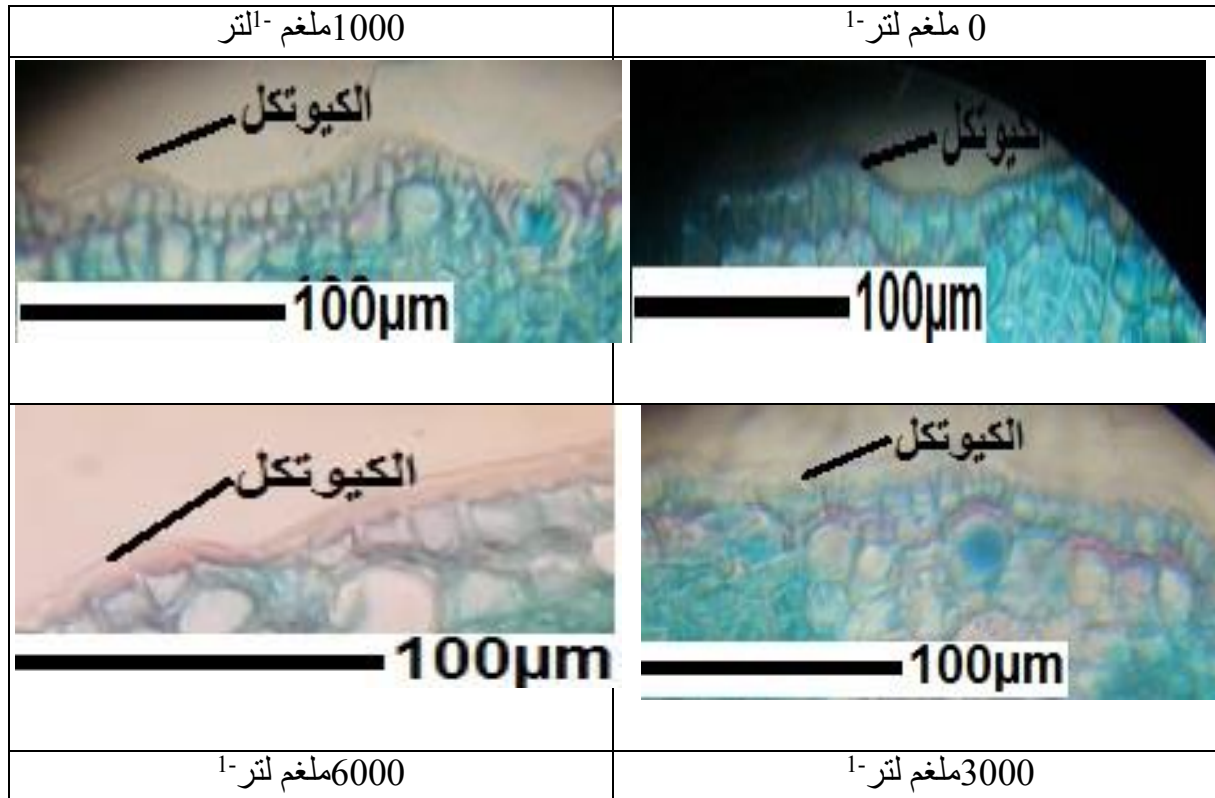 0 ملغم لتر-1
1000ملغم -1لتر
الكيوتكل
100µm
الكيوتكل
100µm
الكيوتكل
100µm
الكيوتكل
100µm
3000ملغم لتر-1
6000ملغم لتر-1